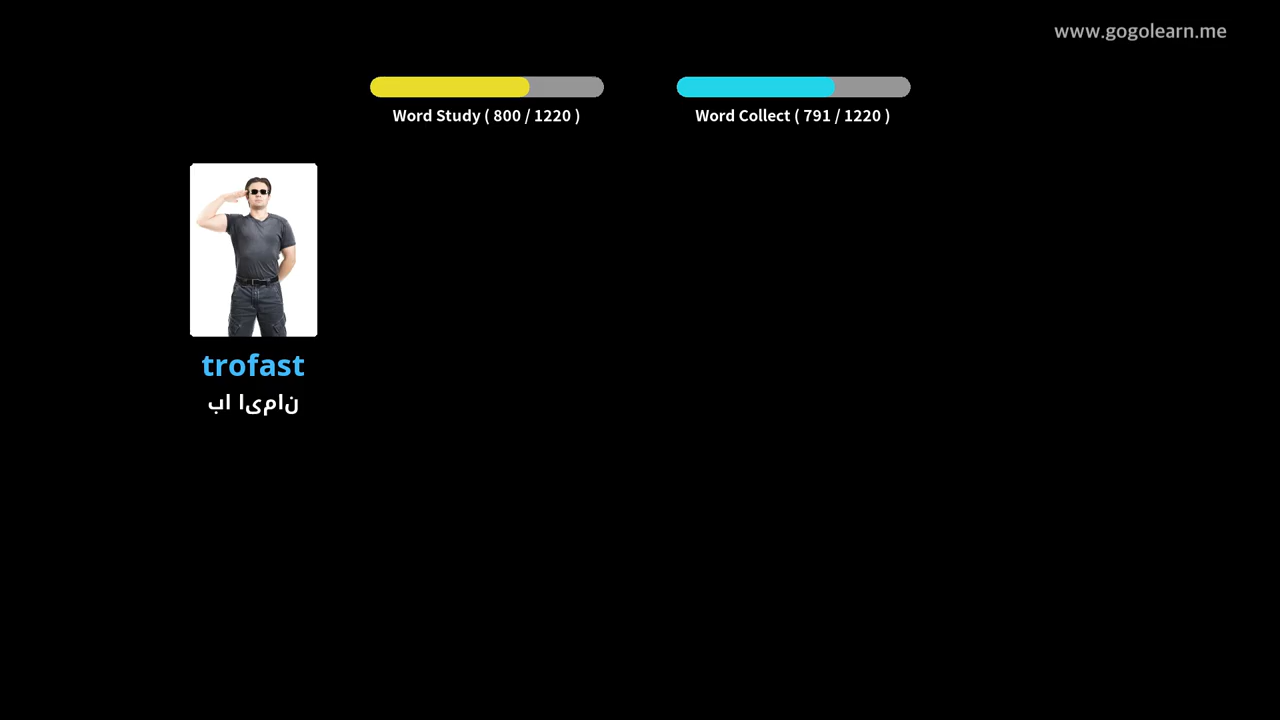 www.gogolearn.me
Word Study ( 800 / 1220 )
Word Collect ( 791 / 1220 )
trofast
با ایمان